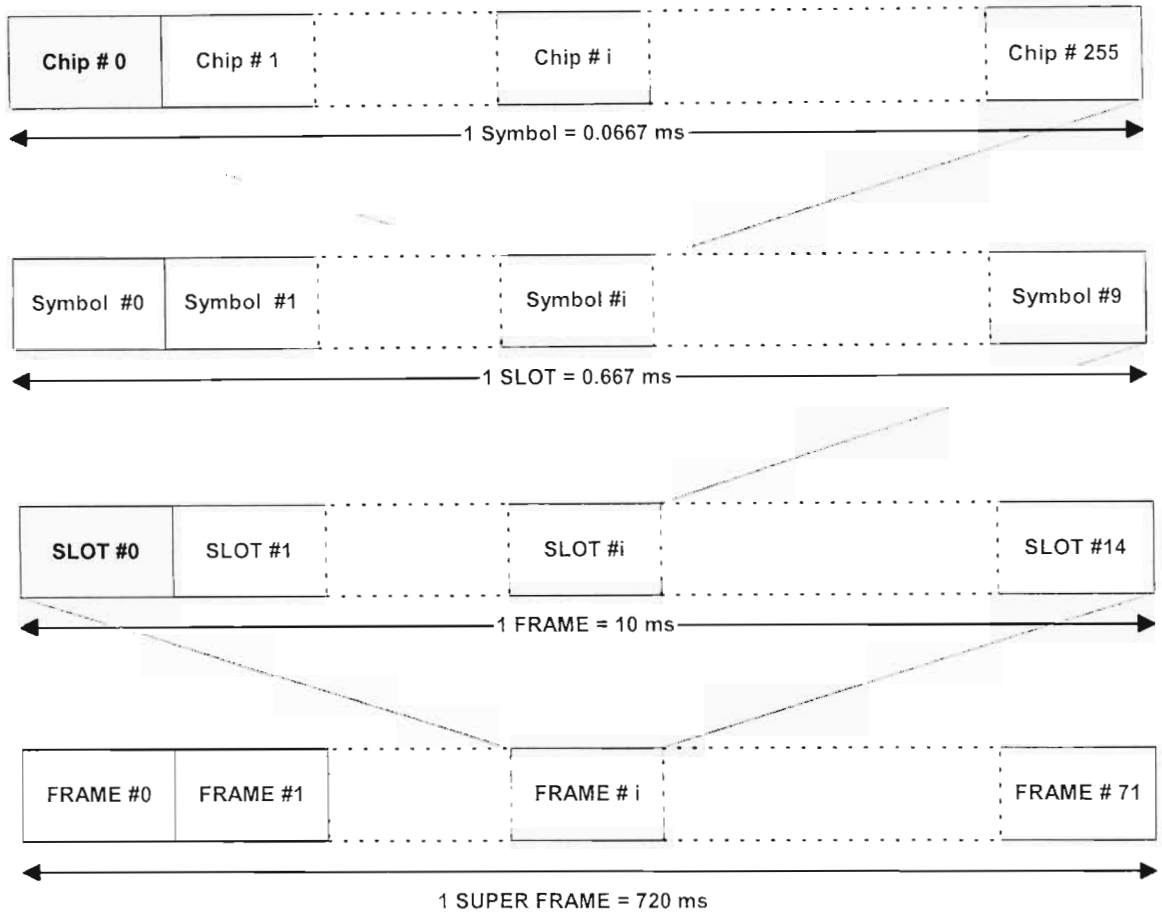 Chip # 0 Chip # 1 Chip # i Chip # 255
1 Symbol = 0.0667 ms
Symbol #0 Symbol #1 Symbol #i Symbol #9
1 SLOT = 0.667 ms
SLOT #0 SLOT #1 SLOT #i SLOT #14
1 FRAME = 10 ms
FRAME #0 FRAME #1 FRAME # i FRAME # 71
1 SUPER FRAME = 720 ms